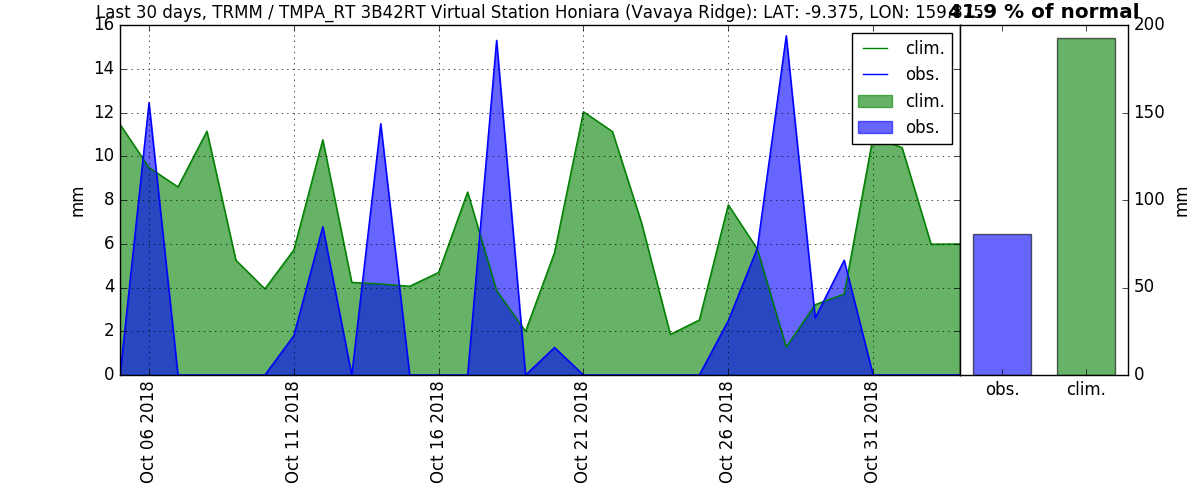 Last 30 days, TRMM / TMPA_RT 3B42RT Virtual Station Honiara (Vavaya Ridge): LAT: -9.375, LON:
41.9 % of normal
16
14
12
10
8
6
4
2
0
mm
clim.
obs.
clim.
obs.
200
150
100
50
0
mm
obs.
clim.
Oct 06 2018
Oct 11 2018
Oct 16 2018
Oct 21 2018
Oct 26 2018
Oct 31 2018